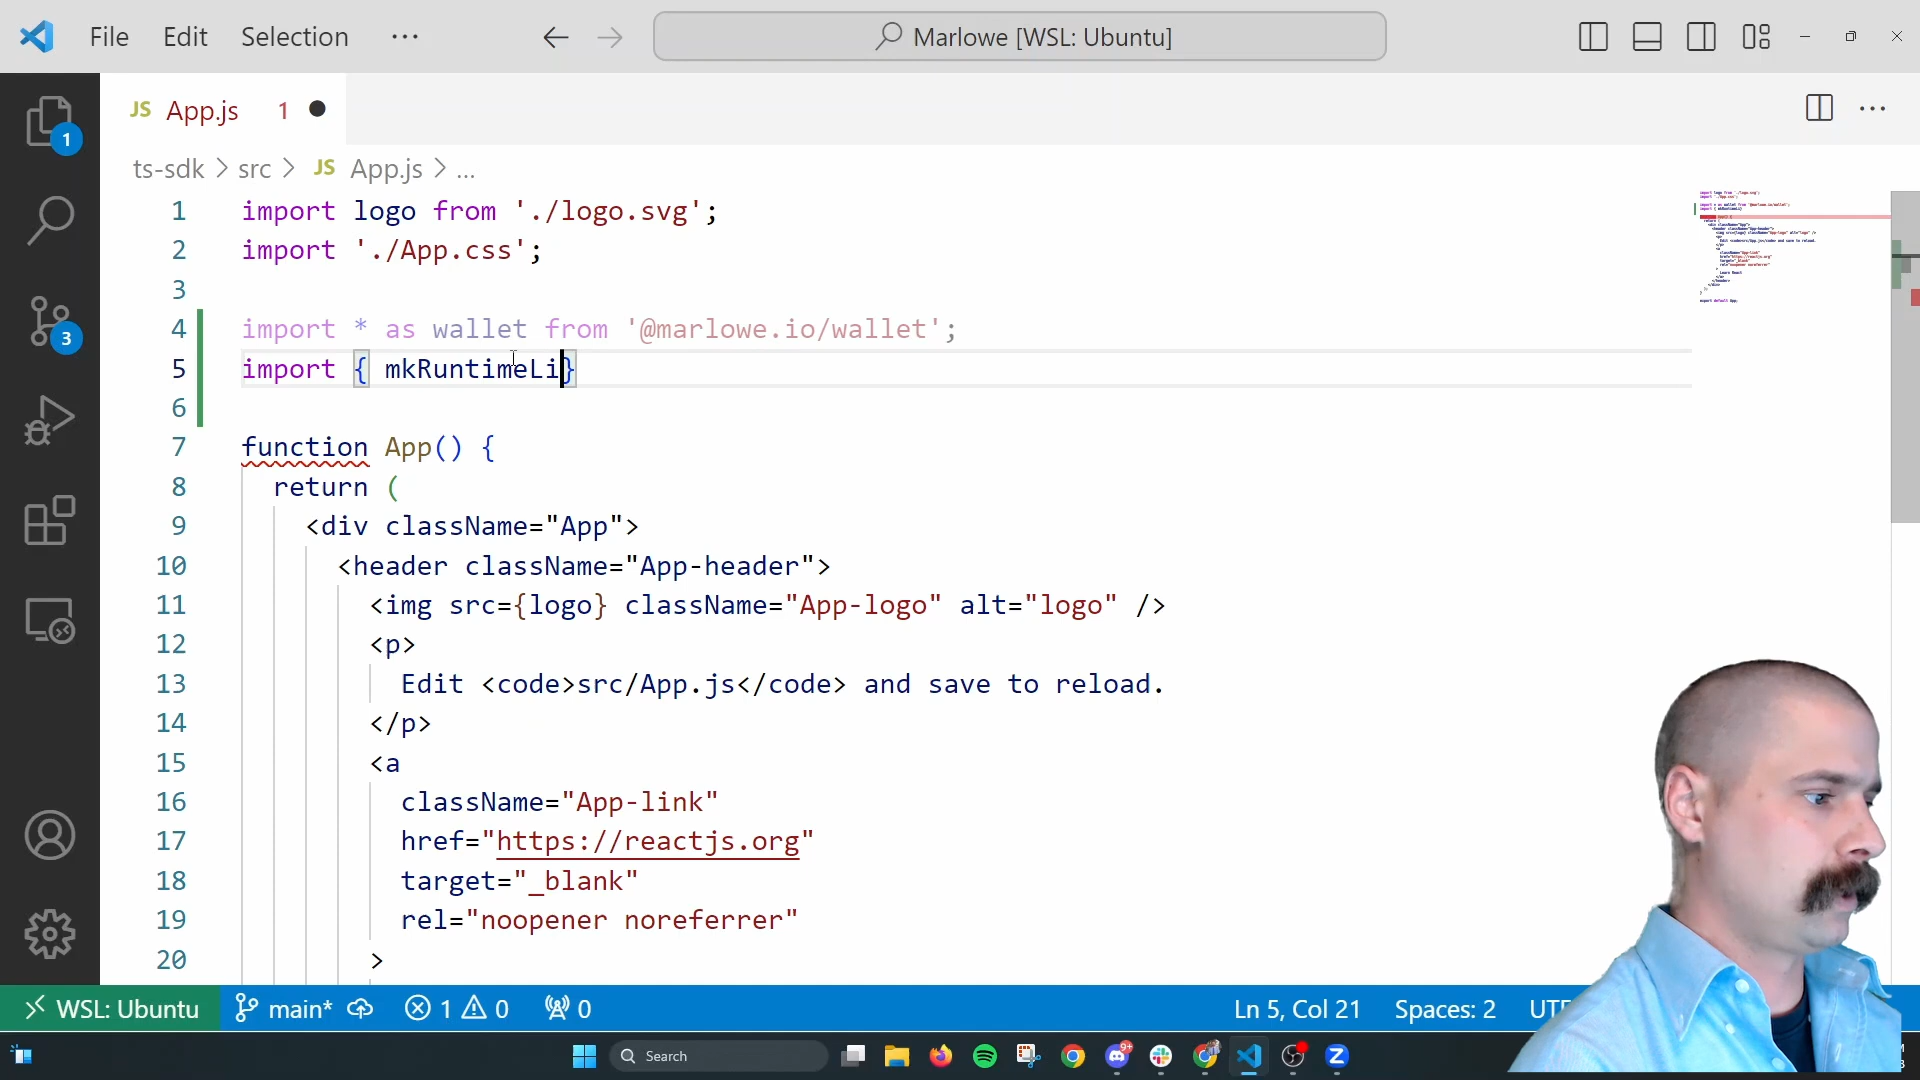 File Edit Selection ···
Marlowe [WSL: Ubuntu]
JS App.js 1
ts-sdk > src > JS App.js > ...
1 import logo from './logo.svg';
2 import './App.css';
3
4 import * as wallet from '@marlowe.io/wallet';
5 import { mkRuntimeLi}
6
7 function App() {
8 return (
9 <div className="App">
10 <header className="App-header">
11 <img src={logo} className="App-logo" alt="logo" />
12 <p>
13 Edit <code>src/App.js</code> and save to reload.
14 </p>
15 <a
16 className="App-link"
17 href="https://reactjs.org"
18 target="_blank"
19 rel="noopener noreferrer"
20 >
1
3
WSL: Ubuntu main* 1 0 0 Ln 5, Col 21 Spaces: 2
Search
9+